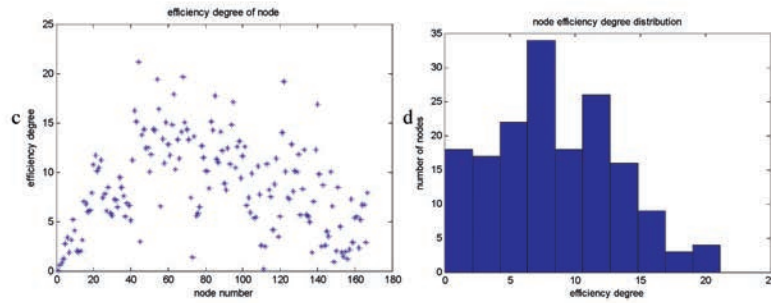 efficiency degree of node
25
20
15
10
5
0
0 20 40 60 80 100 120 140 160 180
efficiency degree
node number
c
node efficiency degree distribution
35
30
25
20
15
10
5
0
0 5 10 15 20 25
number of nodes
efficiency degree
d